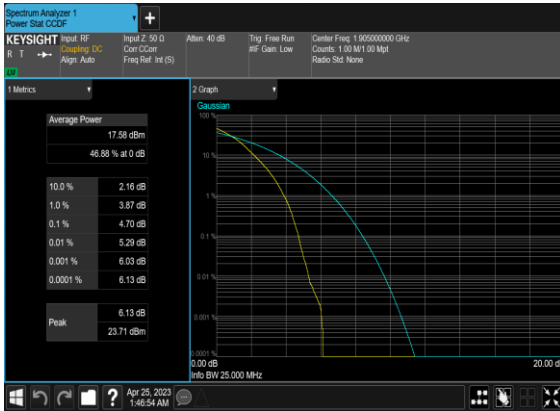 Spectrum Analyzer 1
Power Stat CCDF
+
KEYSIGHT
R T
LXI
Input: RF
Coupling: DC
Align: Auto
Input Z: 50 Ω
Corr CCorr
Freq Ref: Int (S)
Atten: 40 dB
Trig: Free Run
#IF Gain: Low
Center Freq: 1.905000000 GHz
Counts: 1.00 M/1.00 Mpt
Radio Std: None
1 Metrics
Average Power
17.58 dBm
46.88 % at 0 dB
10.0 % 2.16 dB
1.0 % 3.87 dB
0.1 % 4.70 dB
0.01 % 5.29 dB
0.001 % 6.03 dB
0.0001 % 6.13 dB
Peak
6.13 dB
23.71 dBm
2 Graph
Gaussian
100 %
10 %
1 %
0.1 %
0.01 %
0.001 %
0.0001 %
0.00 dB
20.00 d
Info BW 25.000 MHz
?
Apr 25, 2023
1:46:54 AM